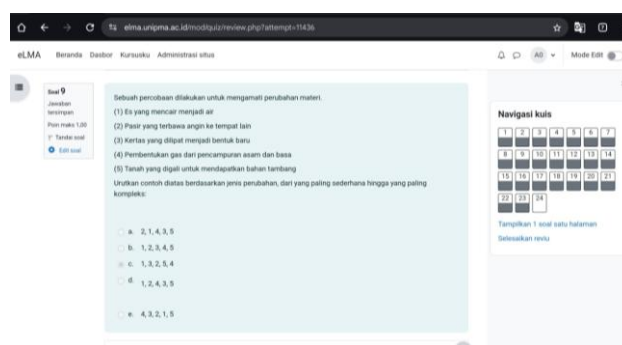 elma.unipma.ac.id/mod/quiz/review.php?attempt=11436
eLMA Beranda Dasbor Kursusku Administrasi situs AB Mode Edit
Soal 9
Jawaban
tersimpan
Poin maks 1,00
Tandai soal
Edit soal
Sebuah percobaan dilakukan untuk mengamati perubahan materi.
(1) Es yang mencair menjadi air
(2) Pasir yang terbawa angin ke tempat lain
(3) Kertas yang dilipat menjadi bentuk baru
(4) Pembentukan gas dari pencampuran asam dan basa
(5) Tanah yang digali untuk mendapatkan bahan tambang
Urutkan contoh diatas berdasarkan jenis perubahan, dari yang paling sederhana hingga yang paling
kompleks:
a. 2, 1, 4, 3, 5
b. 1, 2, 3, 4, 5
c. 1, 3, 2, 5, 4
d. 1, 2, 4, 3, 5
e. 4, 3, 2, 1, 5
Navigasi kuis
1 2 3 4 5 6 7
8 9 10 11 12 13 14
15 16 17 18 19 20 21
22 23 24
Tampilkan 1 soal satu halaman
Selesaikan reviu